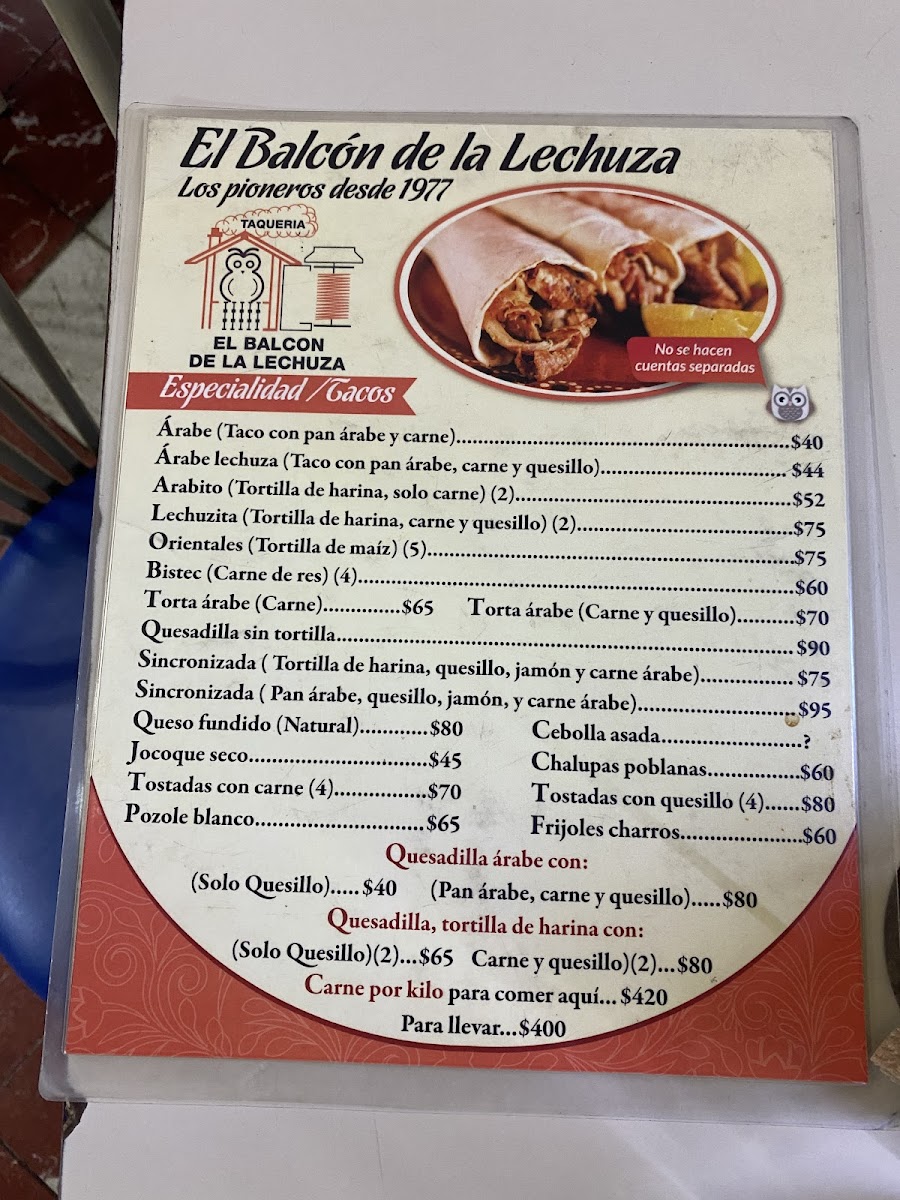 El Balcón de la Lechuza
Los pioneros desde 1977
TAQUERIA
EL BALCON
DE LA LECHUZA
No se hacen
cuentas separadas
Especialidad / Tacos
Árabe (Taco con pan árabe y carne)....................$40
Árabe lechuza (Taco con pan árabe, carne y quesillo)....................$44
Arabito (Tortilla de harina, solo carne) (2)....................$52
Lechuzita (Tortilla de harina, carne y quesillo) (2)....................$75
Orientales (Tortilla de maíz) (5)....................$75
Bistec (Carne de res) (4)....................$60
Torta árabe (Carne)..............$65 Torta árabe (Carne y quesillo)..........$70
Quesadilla sin tortilla....................$90
Sincronizada ( Tortilla de harina, quesillo, jamón y carne árabe)................$75
Sincronizada ( Pan árabe, quesillo, jamón, y carne árabe)....................$95
Queso fundido (Natural)............$80 Cebolla asada........................?
Jocoque seco................................$45 Chalupas poblanas................$60
Tostadas con carne (4).................$70 Tostadas con quesillo (4)......$80
Pozole blanco..............................$65 Frijoles charros......................$60
Quesadilla árabe con:
(Solo Quesillo).....$40 (Pan árabe, carne y quesillo).....$80
Quesadilla, tortilla de harina con:
(Solo Quesillo)(2)...$65 Carne y quesillo)(2)...$80
Carne por kilo para comer aquí... $420
Para llevar...$400